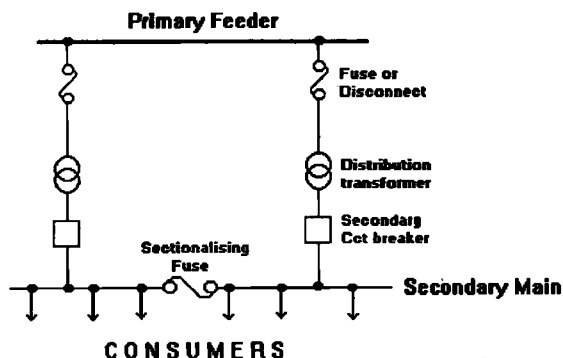 Primary Feeder
Fuse or
Disconnect
Distribution
transformer
Secondary
Cct breaker
Sectionalising
Fuse
Secondary Main
CONSUMERS